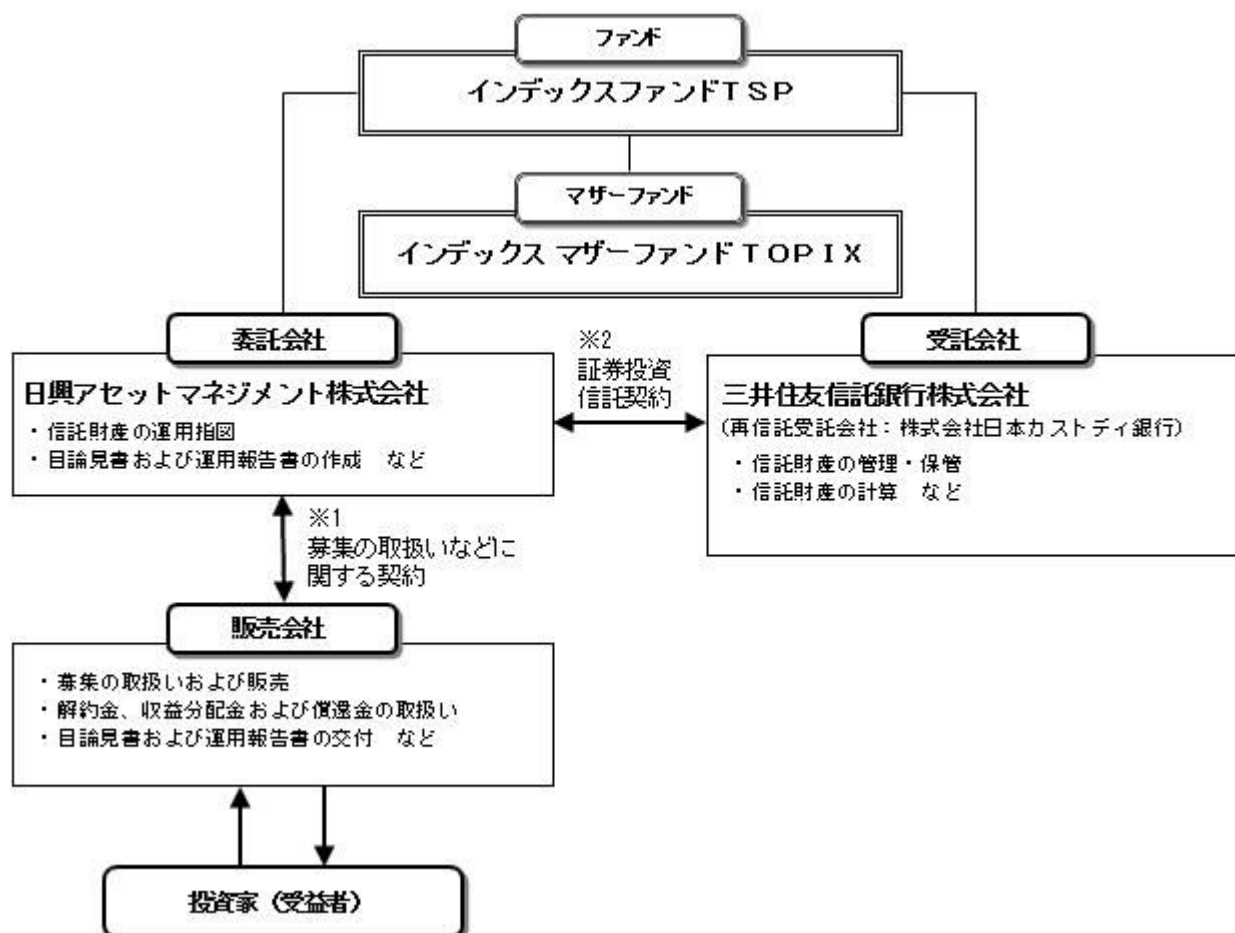 ファンド
インデックスファンドＴＳＰ
マザーファンド
インデックス マザーファンドＴＯＰＩＸ
委託会社
日興アセットマネジメント株式会社
・信託財産の運用指図
・目論見書および運用報告書の作成　など
※2
証券投資
信託契約
受託会社
三井住友信託銀行株式会社
(再信託受託会社：株式会社日本カストディ銀行)
・信託財産の管理・保管
・信託財産の計算　など
※1
募集の取扱いなどに
関する契約
販売会社
・募集の取扱いおよび販売
・解約金、収益分配金および償還金の取扱い
・目論見書および運用報告書の交付　など
投資家（受益者）